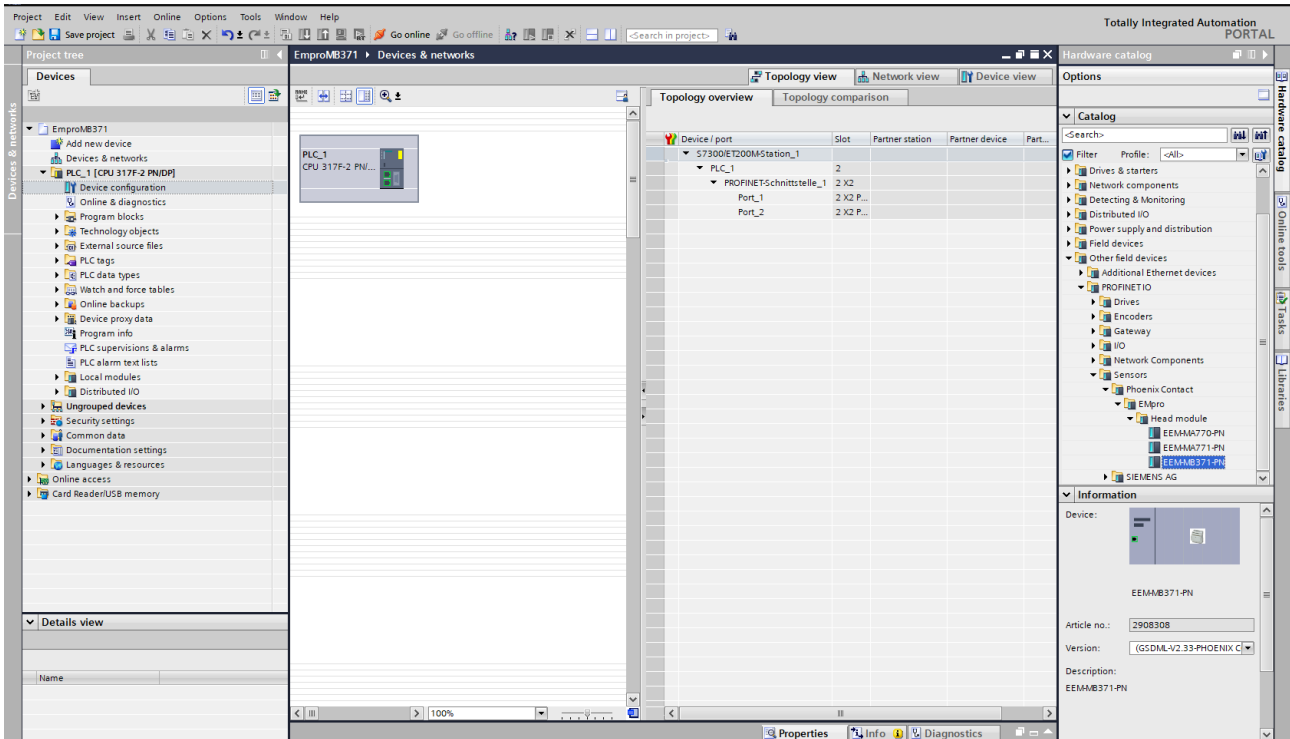 Project Edit View Insert Online Options Tools Window Help
Totally Integrated Automation
PORTAL
Save project
Go online
Go offline
<Search in project>
Project tree
EmproMB371 ▸ Devices & networks
Hardware catalog
Devices
Topology view
Network view
Device view
Options
Topology overview
Topology comparison
Catalog
<Search>
Filter
Profile:
<All>
Devices & networks
EmproMB371
Add new device
Devices & networks
PLC_1 [CPU 317F-2 PN/DP]
Device configuration
Online & diagnostics
Program blocks
Technology objects
External source files
PLC tags
PLC data types
Watch and force tables
Online backups
Device proxy data
Program info
PLC supervisions & alarms
PLC alarm text lists
Local modules
Distributed I/O
Ungrouped devices
Security settings
Common data
Documentation settings
Languages & resources
Online access
Card Reader/USB memory
Details view
Name
PLC_1
CPU 317F-2 PN/...
100%
Device / port
Slot
Partner station
Partner device
Part...
S7300/ET200M-Station_1
PLC_1
2
PROFINET-Schnittstelle_1
2 X2
Port_1
2 X2 P...
Port_2
2 X2 P...
Properties
Info
Diagnostics
Drives & starters
Network components
Detecting & Monitoring
Distributed I/O
Power supply and distribution
Field devices
Other field devices
Additional Ethernet devices
PROFINET IO
Drives
Encoders
Gateway
I/O
Network Components
Sensors
Phoenix Contact
EMpro
Head module
EEM-MA770-PN
EEM-MA771-PN
EEM-MB371-PN
SIEMENS AG
Information
Device:
EEM-MB371-PN
Article no.:
2908308
Version:
(GSDML-V2.33-PHOENIX C
Description:
EEM-MB371-PN
Hardware catalog
Online tools
Tasks
Libraries